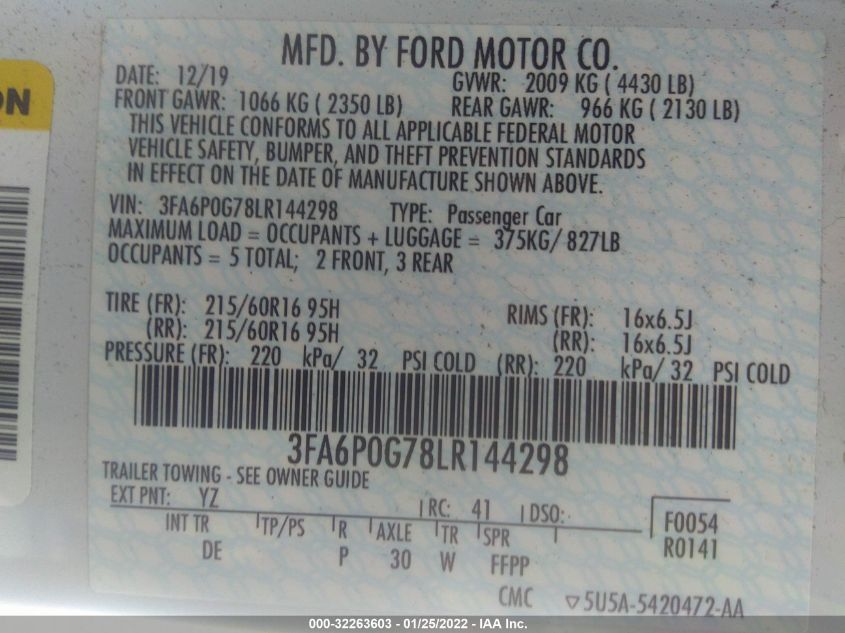 ON
MFD. BY FORD MOTOR CO.
DATE: 12/19 GVWR: 2009 KG ( 4430 LB)
FRONT GAWR: 1066 KG ( 2350 LB) REAR GAWR: 966 KG ( 2130 LB)
THIS VEHICLE CONFORMS TO ALL APPLICABLE FEDERAL MOTOR
VEHICLE SAFETY, BUMPER, AND THEFT PREVENTION STANDARDS
IN EFFECT ON THE DATE OF MANUFACTURE SHOWN ABOVE.
VIN: 3FA6P0G78LR144298 TYPE: Passenger Car
MAXIMUM LOAD = OCCUPANTS + LUGGAGE = 375KG/ 827LB
OCCUPANTS = 5 TOTAL; 2 FRONT, 3 REAR
TIRE (FR): 215/60R16 95H RIMS (FR): 16x6.5J
(RR): 215/60R16 95H (RR): 16x6.5J
PRESSURE (FR): 220 kPa/ 32 PSI COLD (RR): 220 kPa/ 32 PSI COLD
3FA6P0G78LR144298
TRAILER TOWING - SEE OWNER GUIDE
EXT PNT: YZ RC: 41 DSO: F0054
INT TR TP/PS R AXLE TR SPR R0141
DE P 30 W FFPP
CMC ▽5U5A-5420472-AA
000-32263603 - 01/25/2022 - IAA Inc.